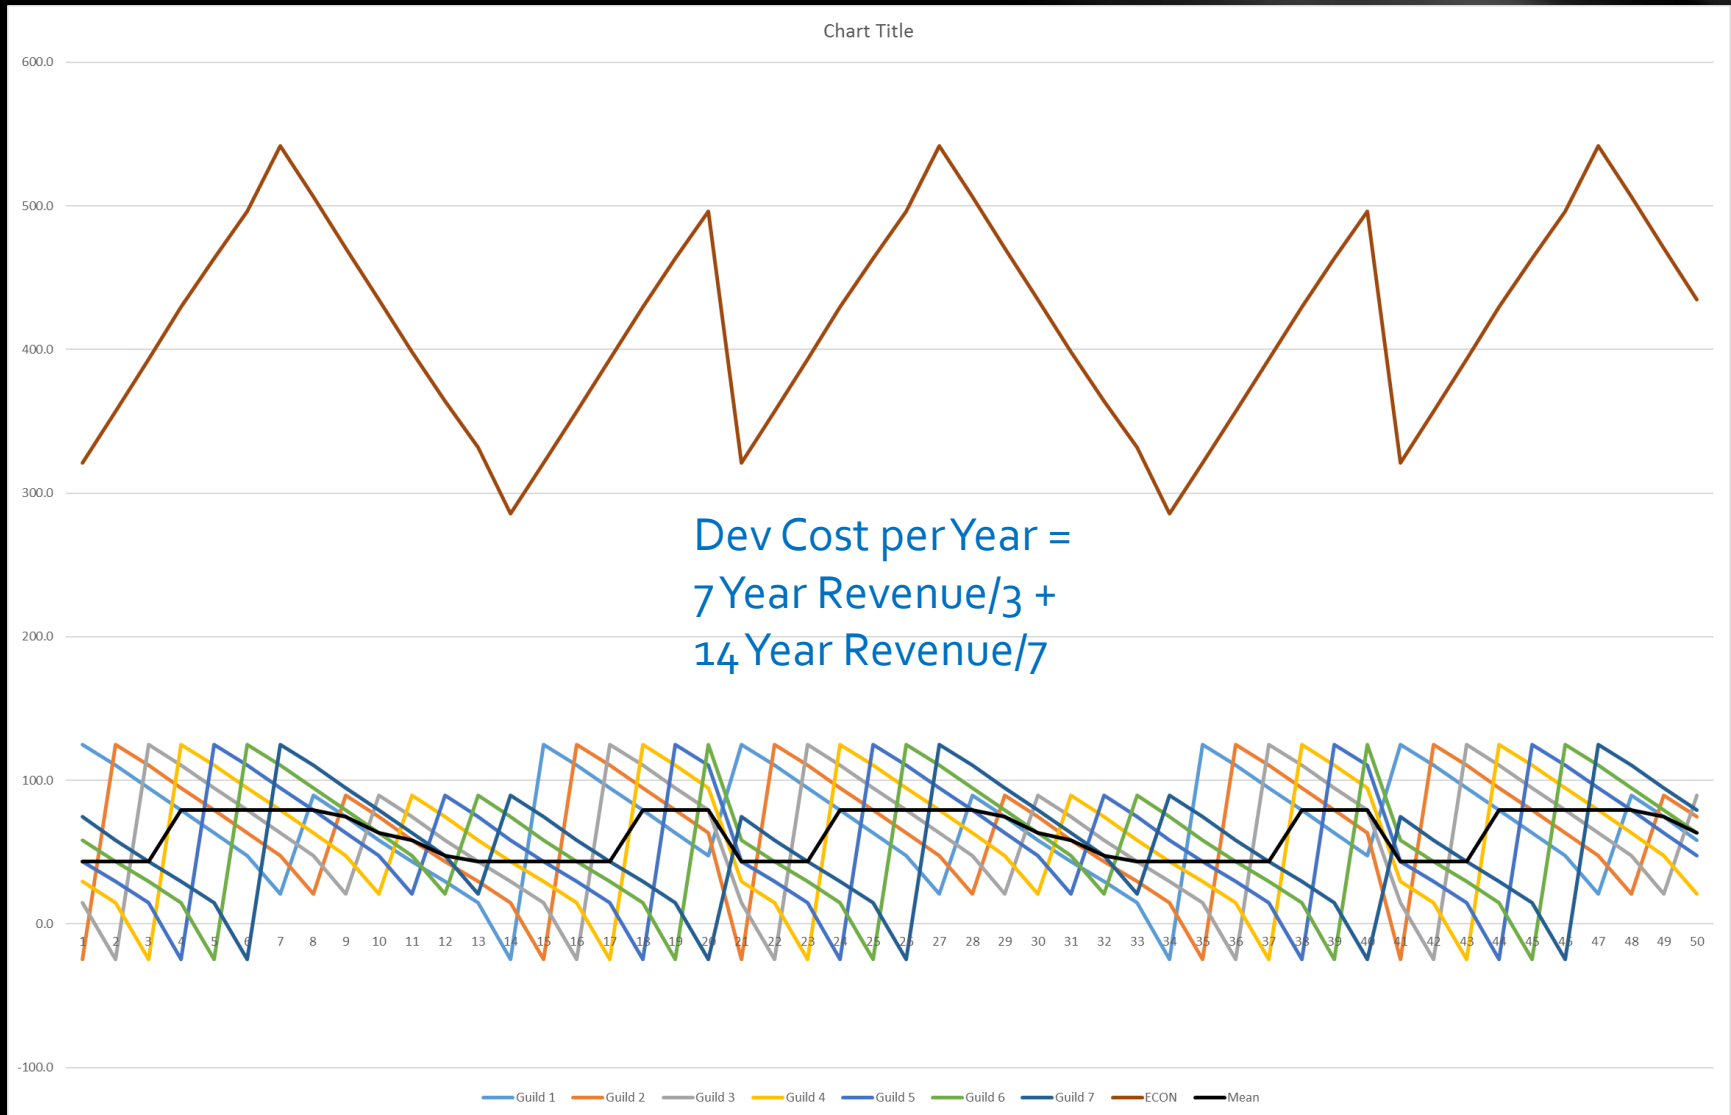 Chart Title
600.0
500.0
400.0
300.0
200.0
100.0
0.0
-100.0
Dev Cost per Year =
7 Year Revenue/3 +
14 Year Revenue/7
1 2 3 4 5 6 7 8 9 10 11 12 13 14 15 16 17 18 19 20 21 22 23 24 25 26 27 28 29 30 31 32 33 34 35 36 37 38 39 40 41 42 43 44 45 46 47 48 49 50
Guild 1 Guild 2 Guild 3 Guild 4 Guild 5 Guild 6 Guild 7 ECON Mean